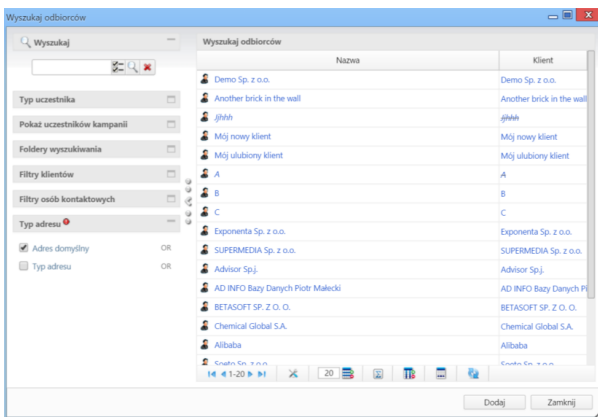 Wyszukaj odbiorców
Wyszukaj
Typ uczestnika
Pokaż uczestników kampanii
Foldery wyszukiwania
Filtry klientów
Filtry osób kontaktowych
Typ adresu
Adres domyślny OR
Typ adresu OR
Wyszukaj odbiorców
Nazwa Klient
Demo Sp. z o.o. Demo Sp. z o.o.
Another brick in the wall Another brick in the wall
Jjhhh Jjhhh
Mój nowy klient Mój nowy klient
Mój ulubiony klient Mój ulubiony klient
A A
B B
C C
Exponenta Sp. z o.o. Exponenta Sp. z o.o.
SUPERMEDIA Sp. z o.o. SUPERMEDIA Sp. z o.o.
Advisor Sp.j. Advisor Sp.j.
AD INFO Bazy Danych Piotr Małecki AD INFO Bazy Danych Pi
BETASOFT SP. Z O. O. BETASOFT SP. Z O. O.
Chemical Global S.A. Chemical Global S.A.
Alibaba Alibaba
1-20 20
Dodaj Zamknij